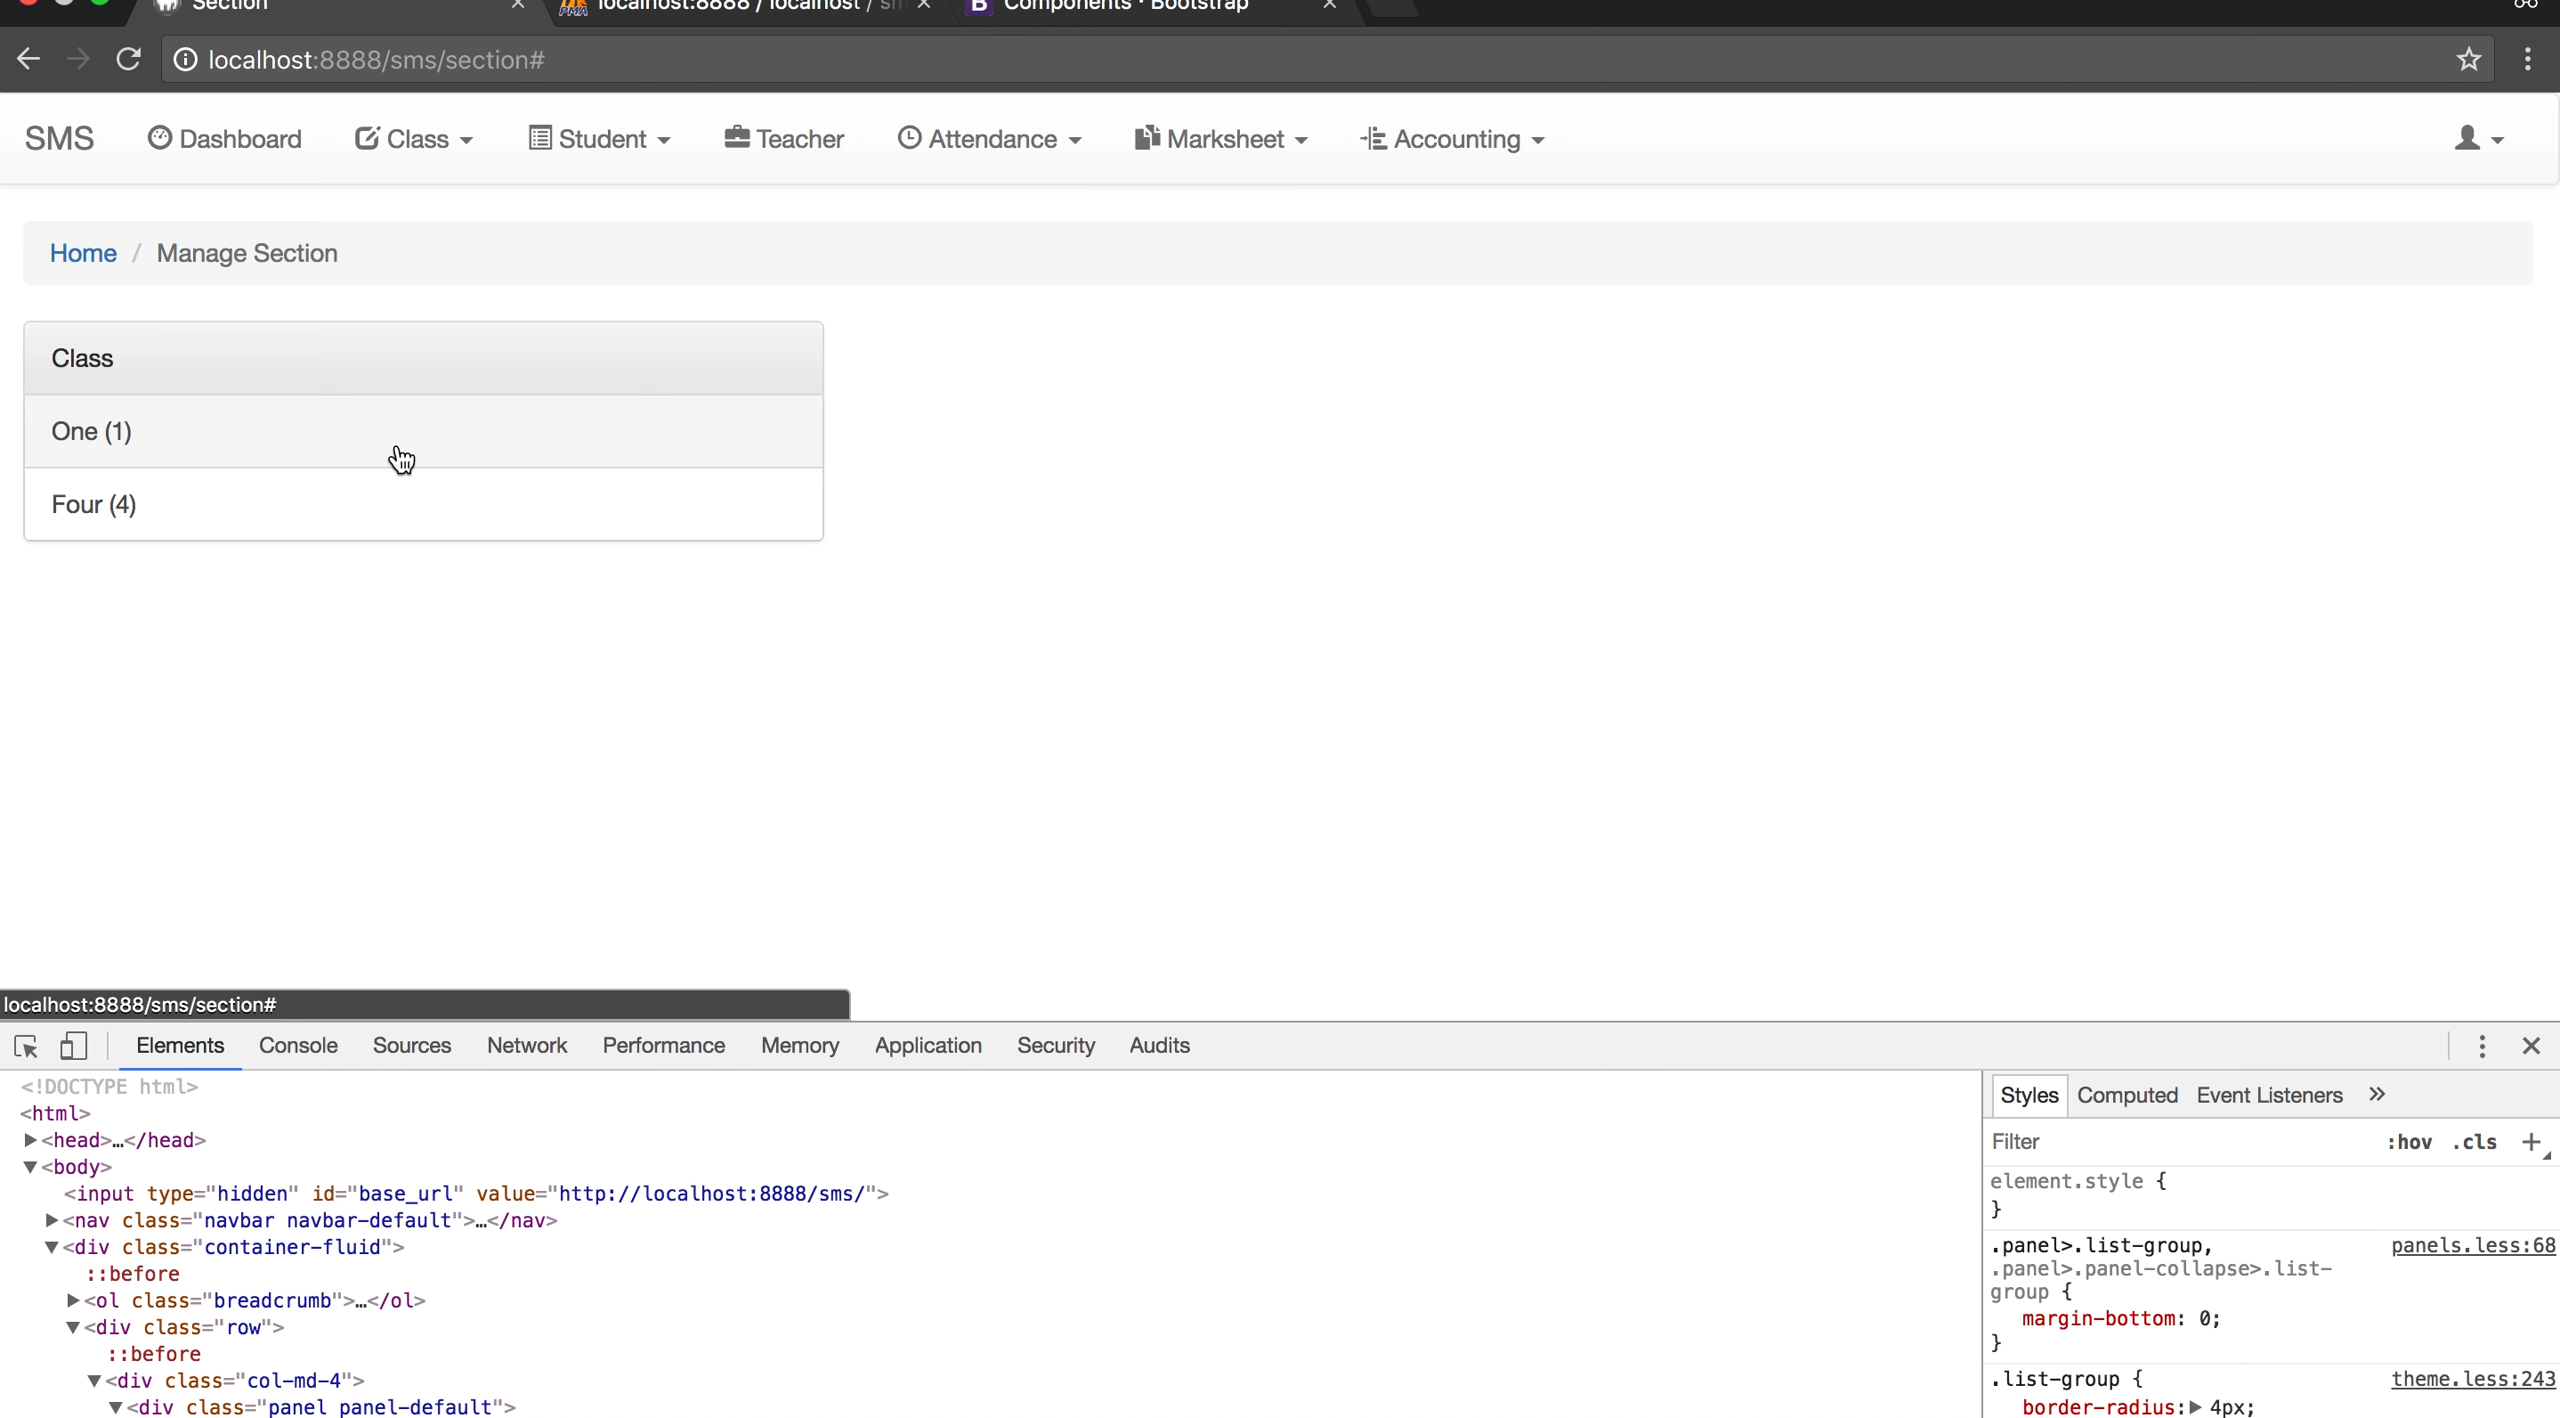 Section
localhost:8888 / localhost / sm
Components · Bootstrap
localhost:8888/sms/section#
SMS Dashboard Class Student Teacher Attendance Marksheet Accounting
Home / Manage Section
Class
One (1)
Four (4)
localhost:8888/sms/section#
Elements Console Sources Network Performance Memory Application Security Audits
<!DOCTYPE html>
<html>
▶<head>…</head>
▼<body>
<input type="hidden" id="base_url" value="http://localhost:8888/sms/">
▶<nav class="navbar navbar-default">…</nav>
▼<div class="container-fluid">
::before
▶<ol class="breadcrumb">…</ol>
▼<div class="row">
::before
▼<div class="col-md-4">
▼<div class="panel panel-default">
Styles Computed Event Listeners »
Filter :hov .cls +
element.style {
}
.panel>.list-group, panels.less:68
.panel>.panel-collapse>.list-
group {
margin-bottom: 0;
}
.list-group { theme.less:243
border-radius:▶ 4px;